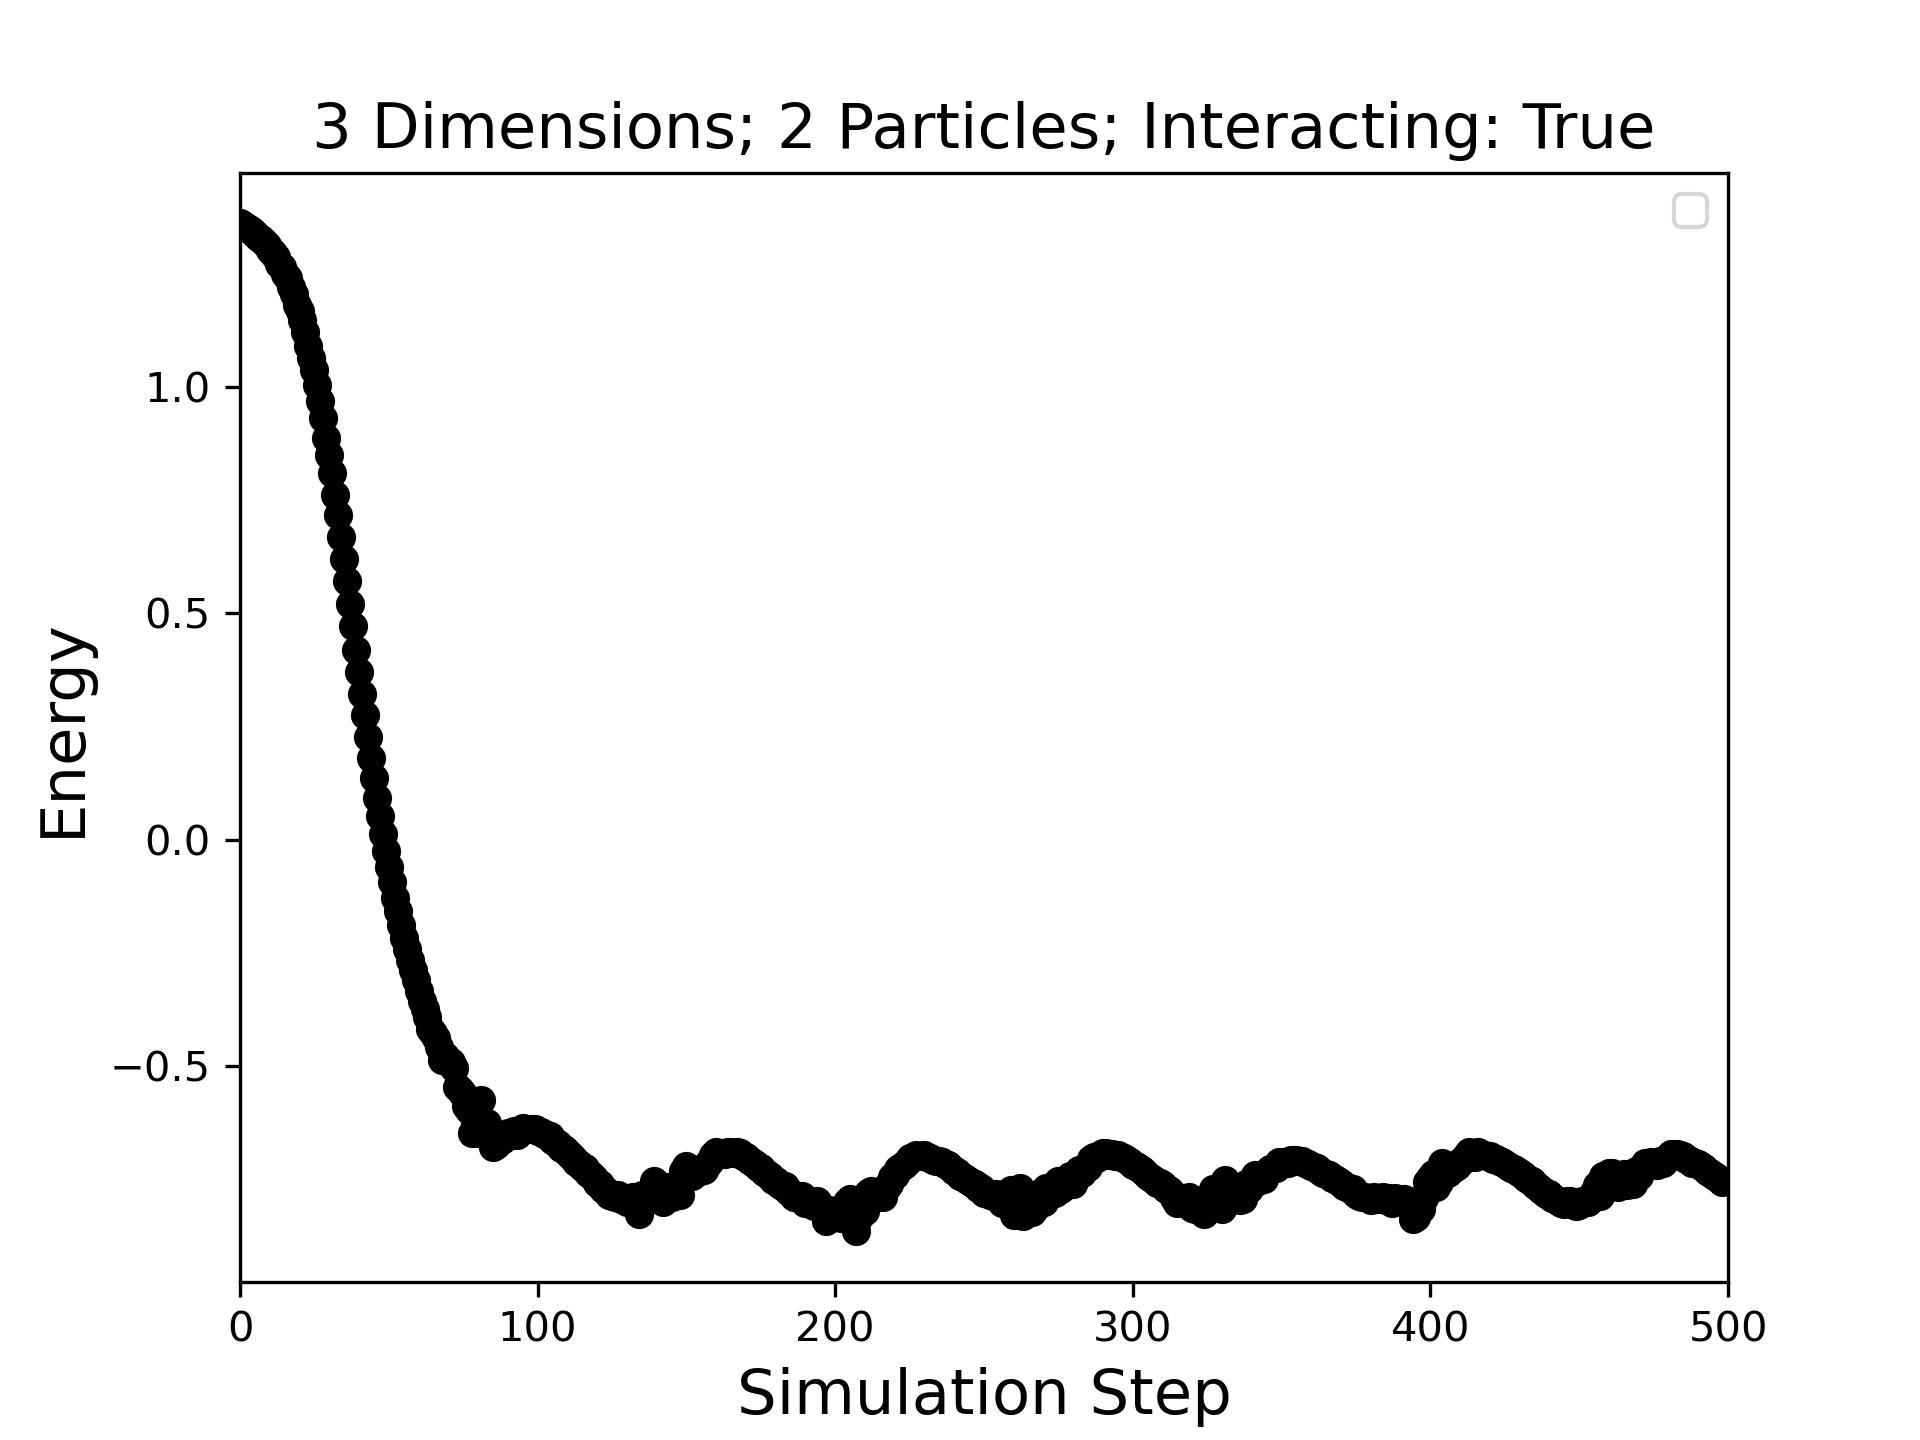 3 Dimensions; 2 Particles; Interacting: True
Energy
1.0
0.5
0.0
−0.5
0 100 200 300 400 500
Simulation Step